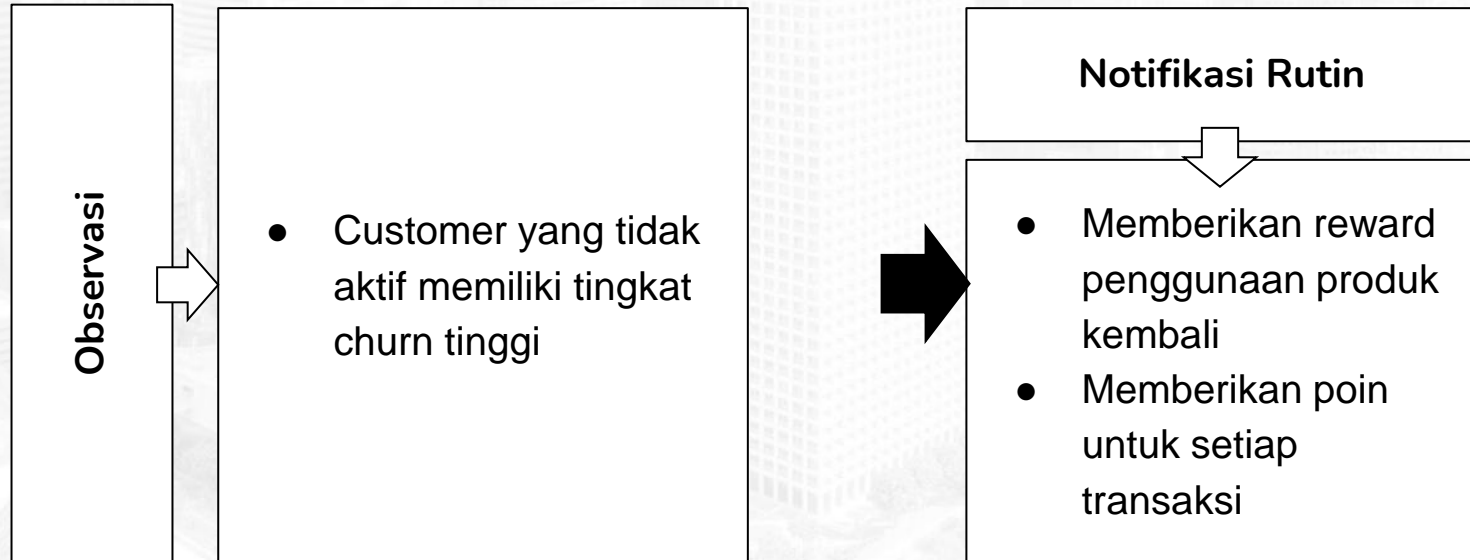 Observasi
● Customer yang tidak
aktif memiliki tingkat
churn tinggi
Notifikasi Rutin
● Memberikan reward
penggunaan produk
kembali
● Memberikan poin
untuk setiap
transaksi